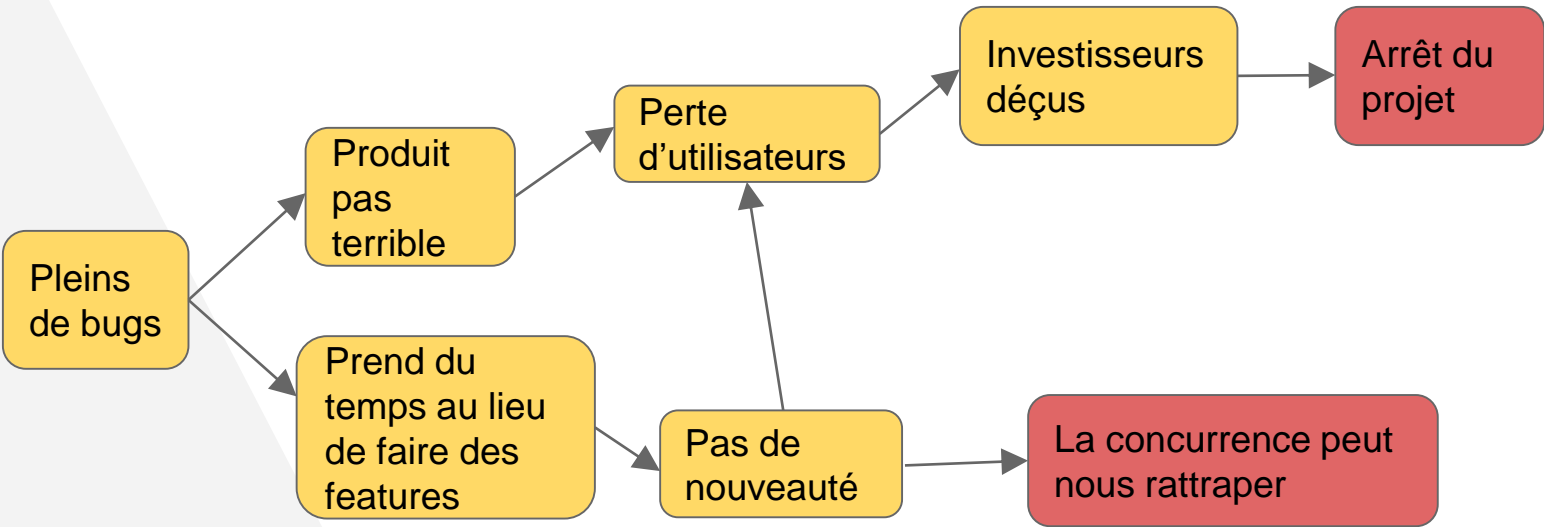 Pleins
de bugs
Produit
pas
terrible
Prend du
temps au lieu
de faire des
features
Perte
d’utilisateurs
Pas de
nouveauté
Investisseurs
déçus
Arrêt du
projet
La concurrence peut
nous rattraper